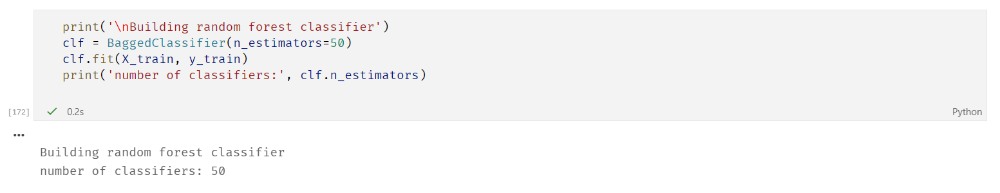 print('\nBuilding random forest classifier')
clf = BaggedClassifier(n_estimators=50)
clf.fit(X_train, y_train)
print('number of classifiers:', clf.n_estimators)
[172]
0.2s
Python
...
Building random forest classifier
number of classifiers: 50